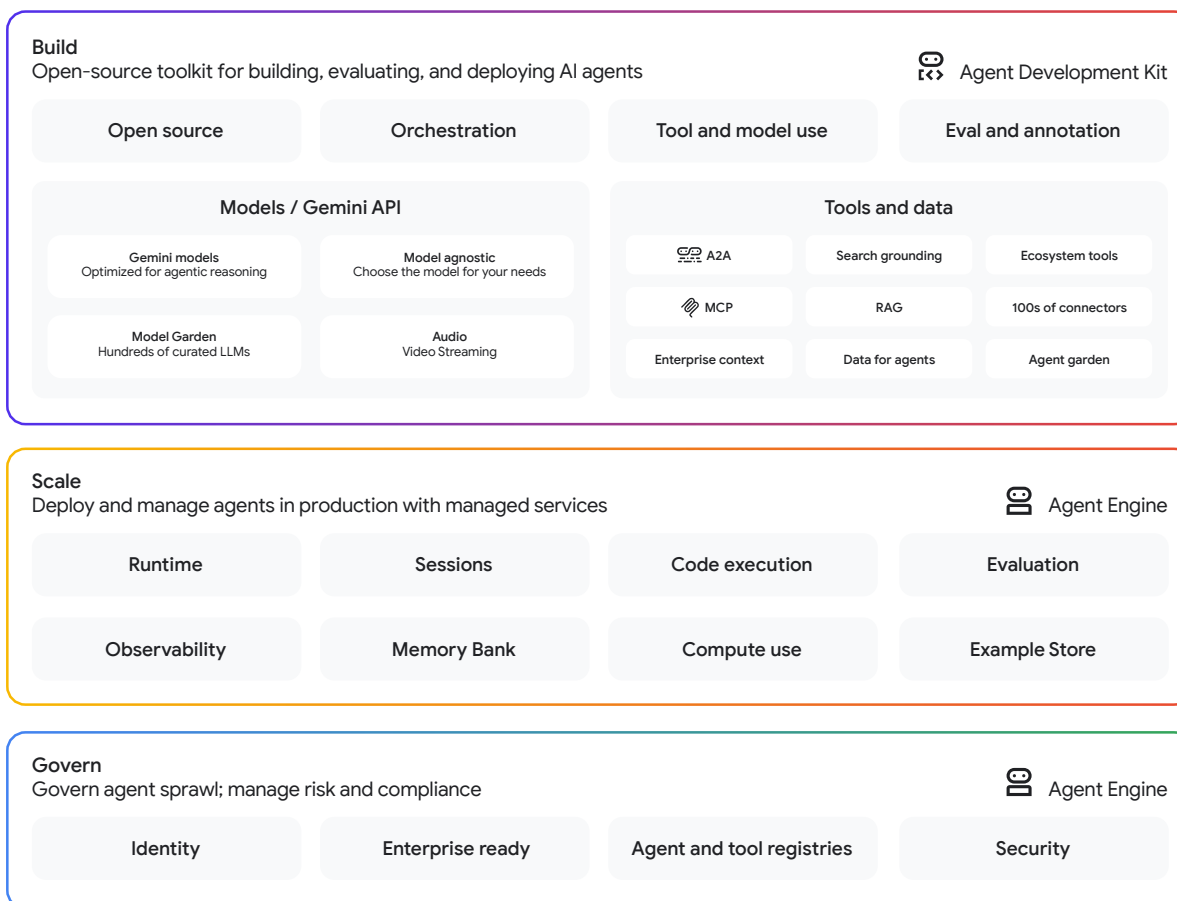 Build
Open-source toolkit for building, evaluating, and deploying AI agents
Agent Development Kit
Open source
Orchestration
Tool and model use
Eval and annotation
Models / Gemini API
Gemini models
Optimized for agentic reasoning
Model agnostic
Choose the model for your needs
Model Garden
Hundreds of curated LLMs
Audio
Video Streaming
Tools and data
A2A
Search grounding
Ecosystem tools
MCP
RAG
100s of connectors
Enterprise context
Data for agents
Agent garden
Scale
Deploy and manage agents in production with managed services
Agent Engine
Runtime
Sessions
Code execution
Evaluation
Observability
Memory Bank
Compute use
Example Store
Govern
Govern agent sprawl; manage risk and compliance
Agent Engine
Identity
Enterprise ready
Agent and tool registries
Security